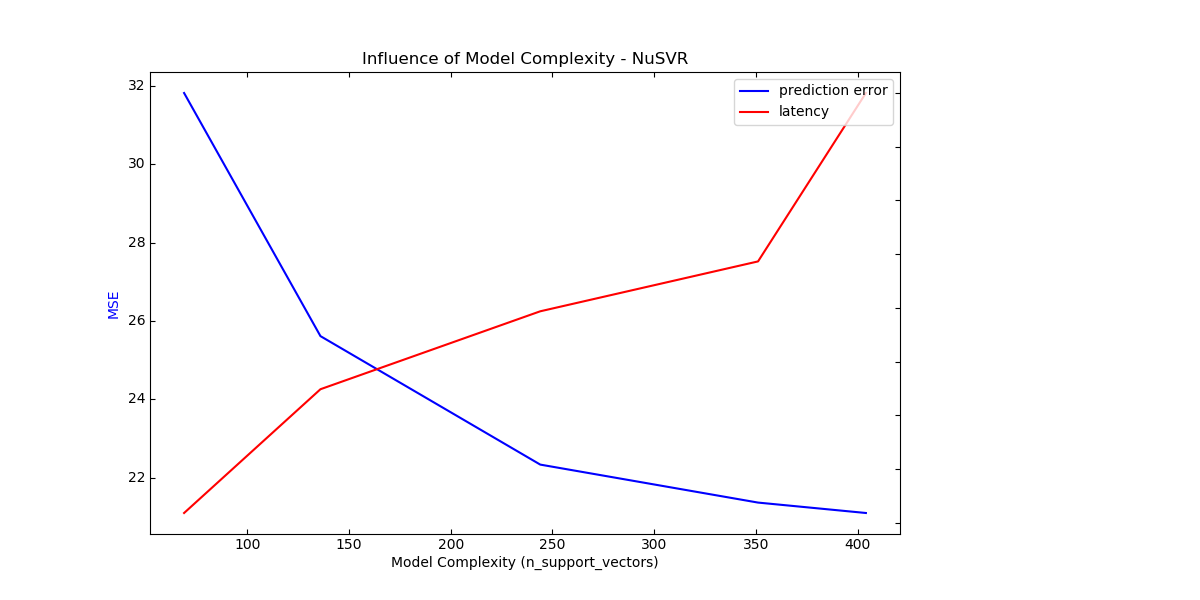 Influence of Model Complexity - NuSVR
prediction error
latency
32
30
28
26
24
22
MSE
100 150 200 250 300 350 400
Model Complexity (n_support_vectors)